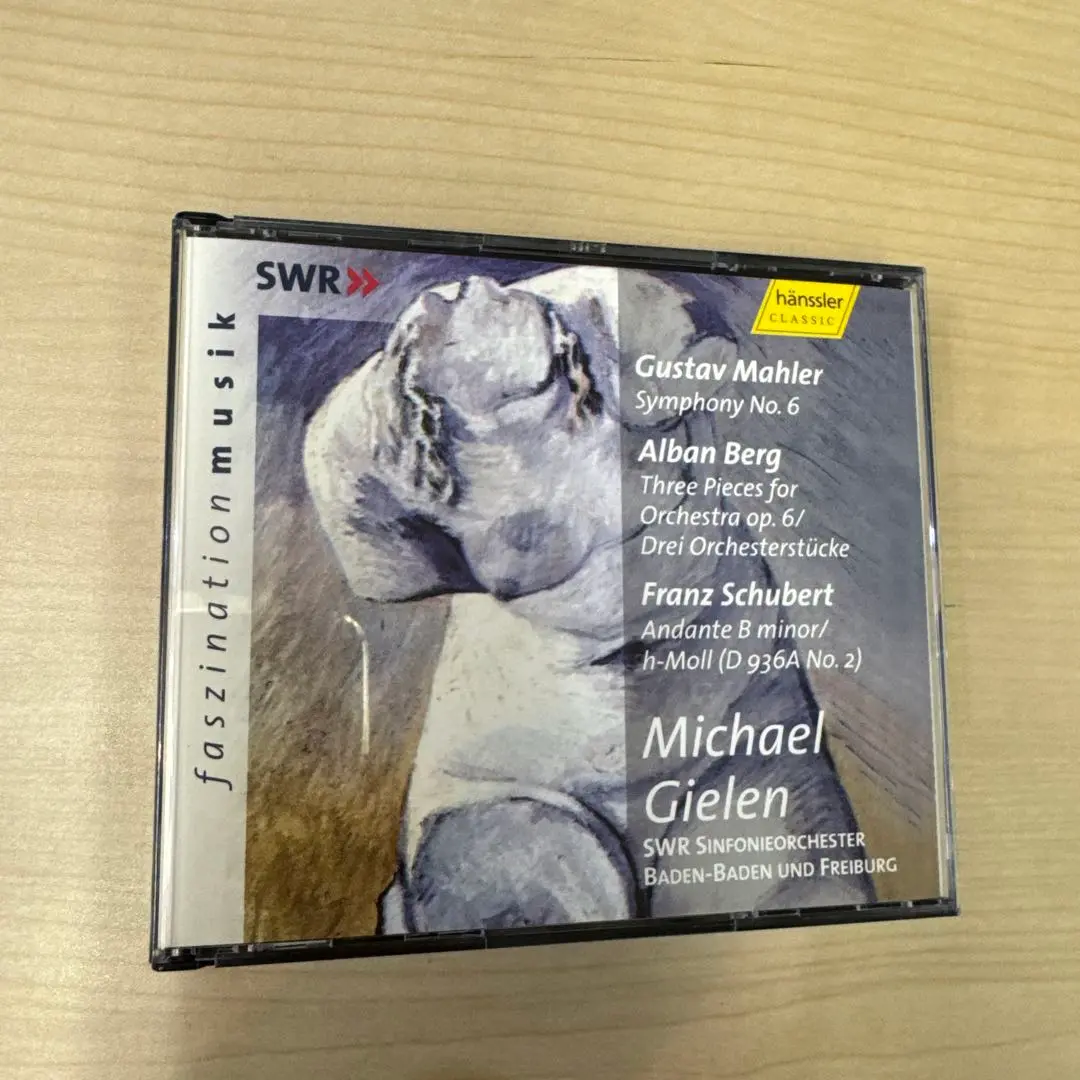 SWR»
faszinationmusik
hänssler
CLASSIC
Gustav Mahler
Symphony No. 6
Alban Berg
Three Pieces for
Orchestra op. 6/
Drei Orchesterstücke
Franz Schubert
Andante B minor/
h-Moll (D 936A No. 2)
Michael
Gielen
SWR SINFONIEORCHESTER
BADEN-BADEN UND FREIBURG